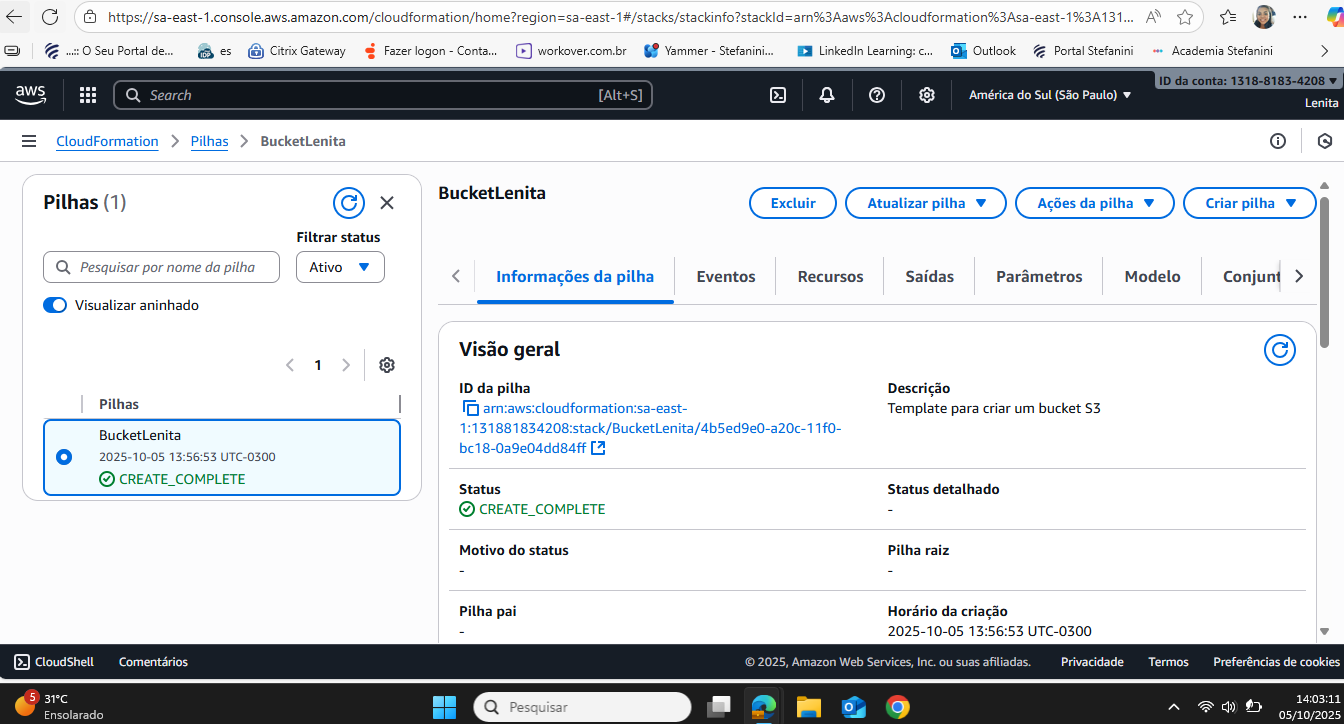 https://sa-east-1.console.aws.amazon.com/cloudformation/home?region=sa-east-1#/stacks/stackinfo?stackId=arn%3Aaws%3Acloudformation%3Asa-east-1%3A131...
...:: O Seu Portal de... es Citrix Gateway Fazer logon - Conta... workover.com.br Yammer - Stefanini... LinkedIn Learning: c... Outlook Portal Stefanini Academia Stefanini
aws Search [Alt+S] América do Sul (São Paulo) ID da conta: 1318-8183-4208
Lenita
CloudFormation Pilhas BucketLenita
Pilhas (1)
Filtrar status
Pesquisar por nome da pilha Ativo
Visualizar aninhado
1
Pilhas
BucketLenita
2025-10-05 13:56:53 UTC-0300
CREATE_COMPLETE
BucketLenita
Excluir Atualizar pilha Ações da pilha Criar pilha
Informações da pilha Eventos Recursos Saídas Parâmetros Modelo Conjunt
Visão geral
ID da pilha
arn:aws:cloudformation:sa-east-
1:131881834208:stack/BucketLenita/4b5ed9e0-a20c-11f0-
bc18-0a9e04dd84ff
Descrição
Template para criar um bucket S3
Status
CREATE_COMPLETE
Status detalhado
-
Motivo do status
-
Pilha raiz
-
Pilha pai
-
Horário da criação
2025-10-05 13:56:53 UTC-0300
CloudShell Comentários © 2025, Amazon Web Services, Inc. ou suas afiliadas. Privacidade Termos Preferências de cookies
5
31°C
Ensolarado
Pesquisar
14:03:11
05/10/2025